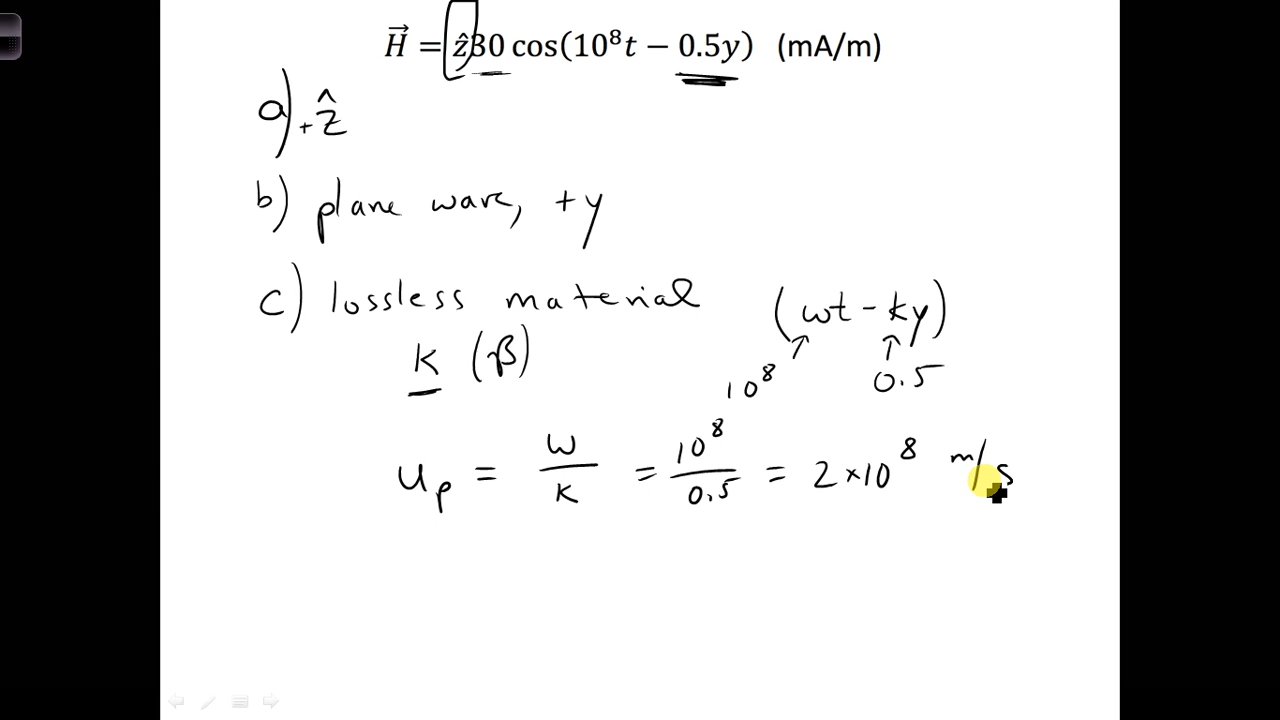 H⃗ = ẑ30 cos(10⁸t − 0.5y) (mA/m)
a) +ẑ
b) plane wave, +y
c) lossless material (ωt - ky)
k (β) 10⁸ 0.5
u_p = ω/k = 10⁸/0.5 = 2×10⁸ m/s